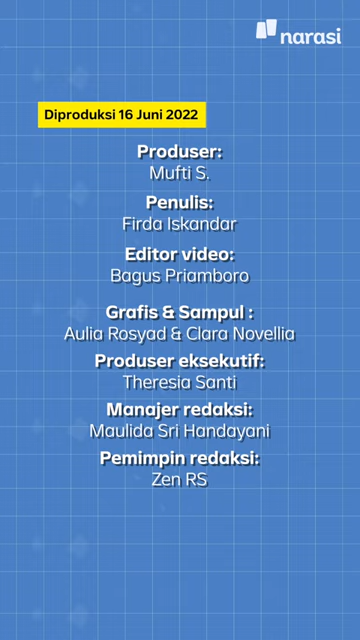 narasi
Diproduksi 16 Juni 2022
Produser:
Mufti S.
Penulis:
Firda Iskandar
Editor video:
Bagus Priamboro
Grafis & Sampul :
Aulia Rosyad & Clara Novellia
Produser eksekutif:
Theresia Santi
Manajer redaksi:
Maulida Sri Handayani
Pemimpin redaksi:
Zen RS